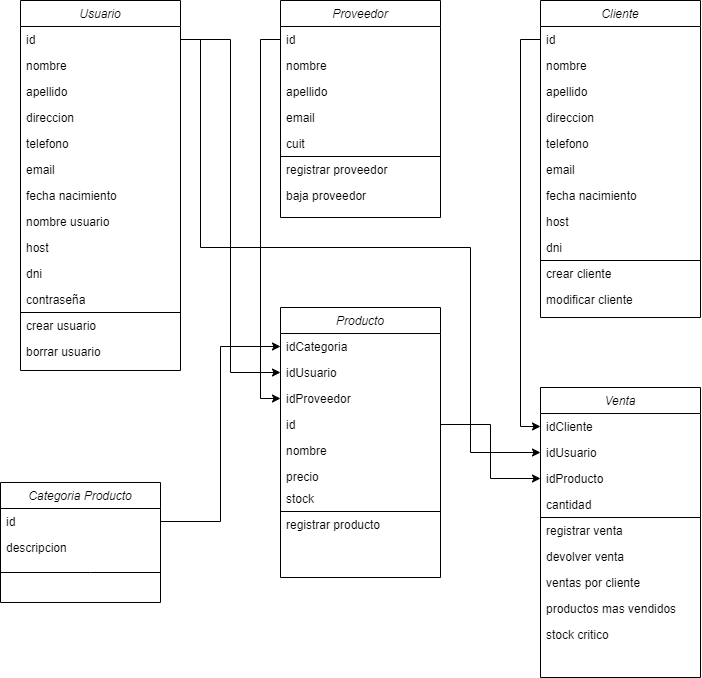 Usuario
id
nombre
apellido
direccion
telefono
email
fecha nacimiento
nombre usuario
host
dni
contraseña
crear usuario
borrar usuario
Proveedor
id
nombre
apellido
email
cuit
registrar proveedor
baja proveedor
Cliente
id
nombre
apellido
direccion
telefono
email
fecha nacimiento
host
dni
crear cliente
modificar cliente
Producto
idCategoria
idUsuario
idProveedor
id
nombre
precio
stock
registrar producto
Venta
idCliente
idUsuario
idProducto
cantidad
registrar venta
devolver venta
ventas por cliente
productos mas vendidos
stock critico
Categoria Producto
id
descripcion